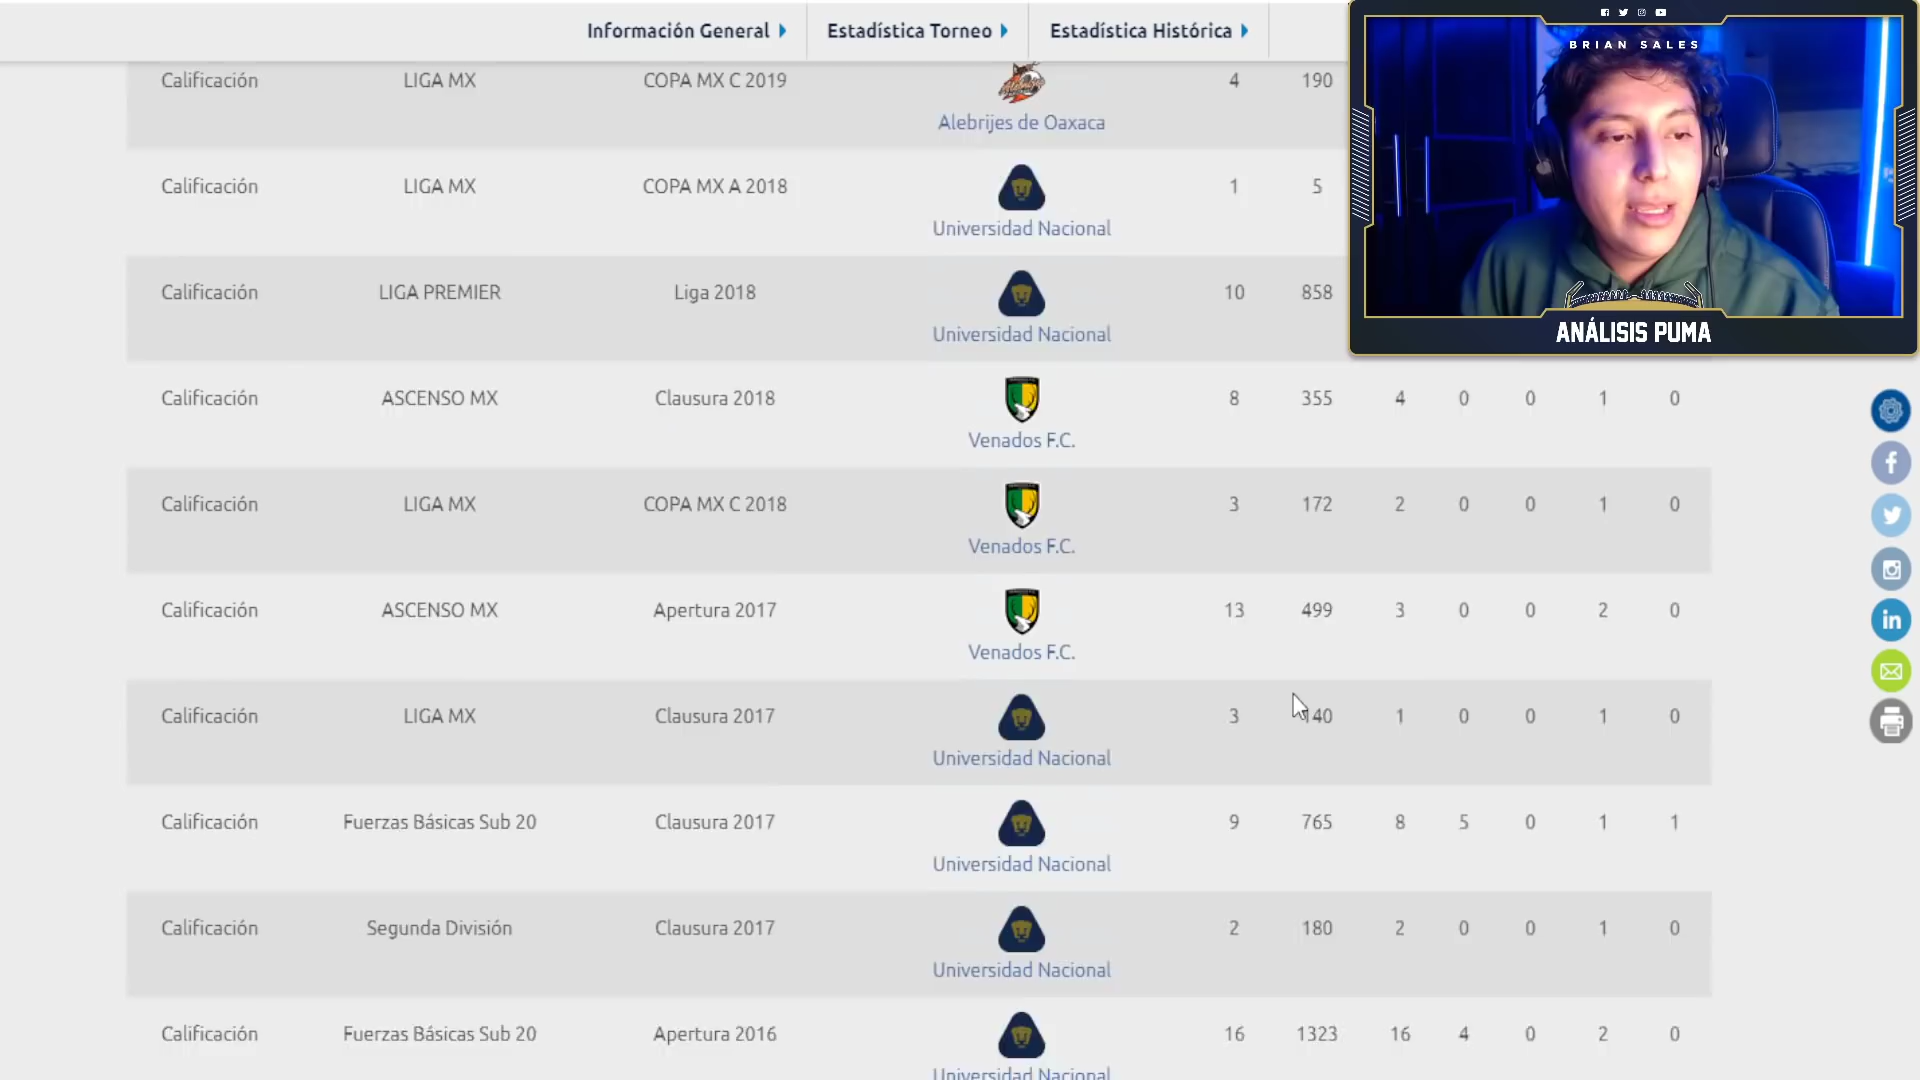 Información General
Estadística Torneo
Estadística Histórica
BRIAN SALES
ANÁLISIS PUMA
Calificación LIGA MX COPA MX C 2019 4 190
Alebrijes de Oaxaca
Calificación LIGA MX COPA MX A 2018 1 5
Universidad Nacional
Calificación LIGA PREMIER Liga 2018 10 858
Universidad Nacional
Calificación ASCENSO MX Clausura 2018 8 355 4 0 0 1 0
Venados F.C.
Calificación LIGA MX COPA MX C 2018 3 172 2 0 0 1 0
Venados F.C.
Calificación ASCENSO MX Apertura 2017 13 499 3 0 0 2 0
Venados F.C.
Calificación LIGA MX Clausura 2017 3 140 1 0 0 1 0
Universidad Nacional
Calificación Fuerzas Básicas Sub 20 Clausura 2017 9 765 8 5 0 1 1
Universidad Nacional
Calificación Segunda División Clausura 2017 2 180 2 0 0 1 0
Universidad Nacional
Calificación Fuerzas Básicas Sub 20 Apertura 2016 16 1323 16 4 0 2 0
Universidad Nacional